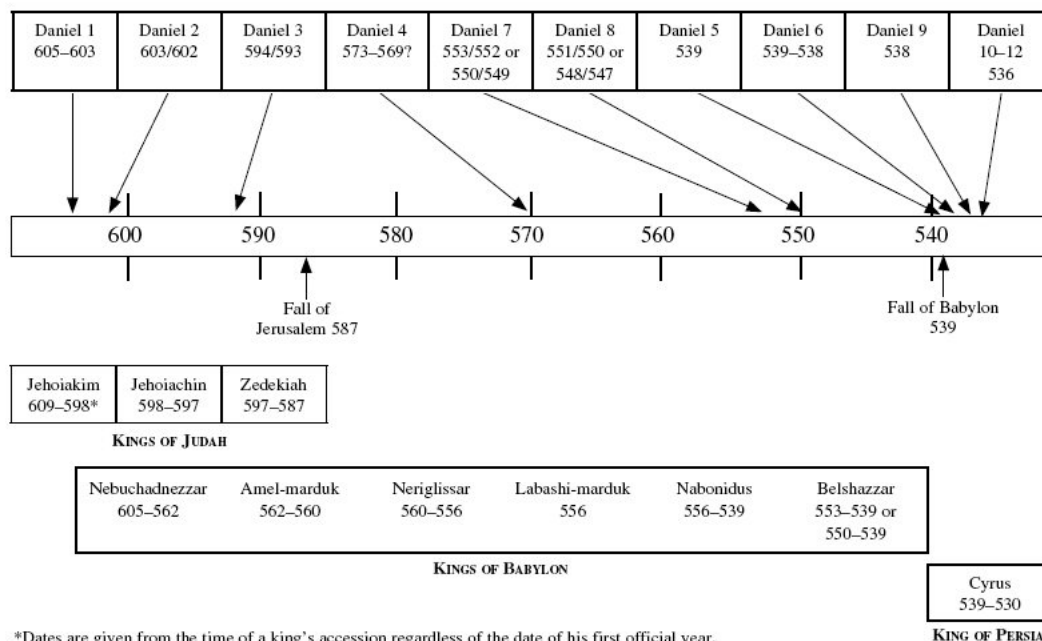 Daniel 1
605–603
Daniel 2
603/602
Daniel 3
594/593
Daniel 4
573–569?
Daniel 7
553/552 or
550/549
Daniel 8
551/550 or
548/547
Daniel 5
539
Daniel 6
539–538
Daniel 9
538
Daniel
10–12
536
600
590
580
570
560
550
540
Fall of
Jerusalem 587
Fall of Babylon
539
Jehoiakim
609–598*
Jehoiachin
598–597
Zedekiah
597–587
KINGS OF JUDAH
Nebuchadnezzar
605–562
Amel-marduk
562–560
Neriglissar
560–556
Labashi-marduk
556
Nabonidus
556–539
Belshazzar
553–539 or
550–539
KINGS OF BABYLON
Cyrus
539–530
KING OF PERSIA
*Dates are given from the time of a king's accession regardless of the date of his first official year.